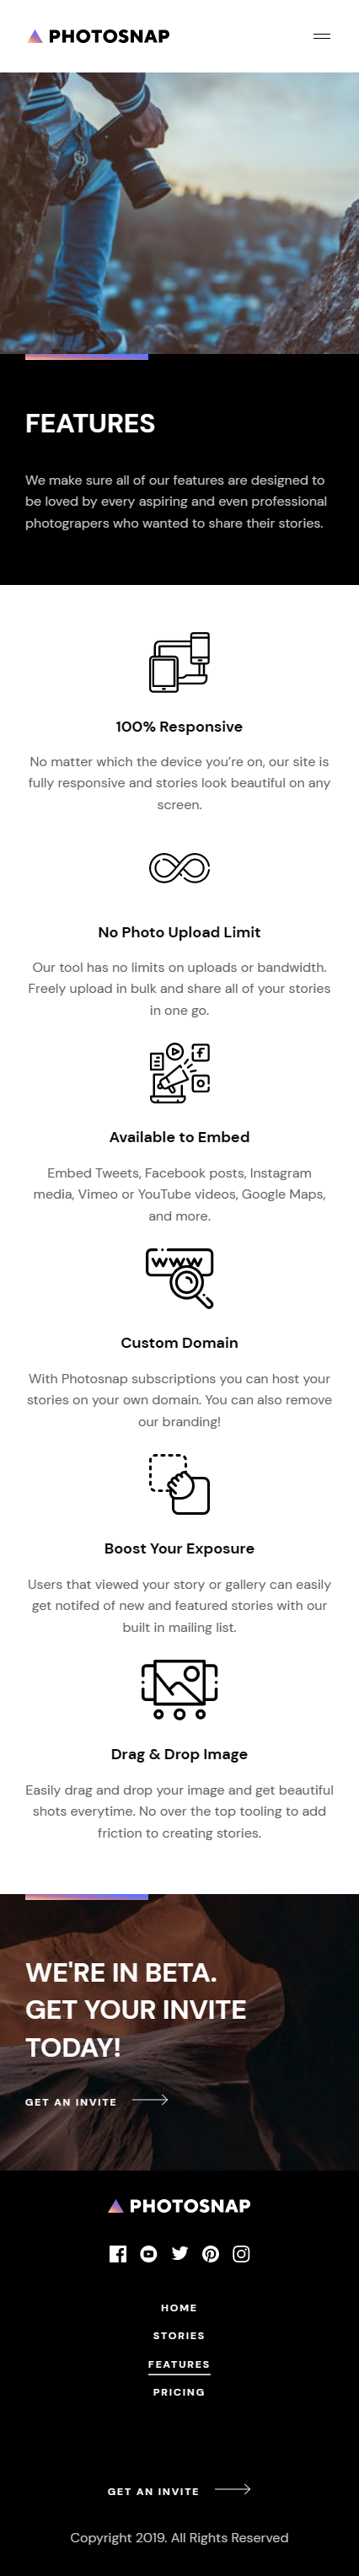 PHOTOSNAP
FEATURES
We make sure all of our features are designed to
be loved by every aspiring and even professional
photograpers who wanted to share their stories.
100% Responsive
No matter which the device you’re on, our site is
fully responsive and stories look beautiful on any
screen.
No Photo Upload Limit
Our tool has no limits on uploads or bandwidth.
Freely upload in bulk and share all of your stories
in one go.
Available to Embed
Embed Tweets, Facebook posts, Instagram
media, Vimeo or YouTube videos, Google Maps,
and more.
WWW
Custom Domain
With Photosnap subscriptions you can host your
stories on your own domain. You can also remove
our branding!
Boost Your Exposure
Users that viewed your story or gallery can easily
get notifed of new and featured stories with our
built in mailing list.
Drag & Drop Image
Easily drag and drop your image and get beautiful
shots everytime. No over the top tooling to add
friction to creating stories.
WE'RE IN BETA.
GET YOUR INVITE
TODAY!
GET AN INVITE
PHOTOSNAP
HOME
STORIES
FEATURES
PRICING
GET AN INVITE
Copyright 2019. All Rights Reserved